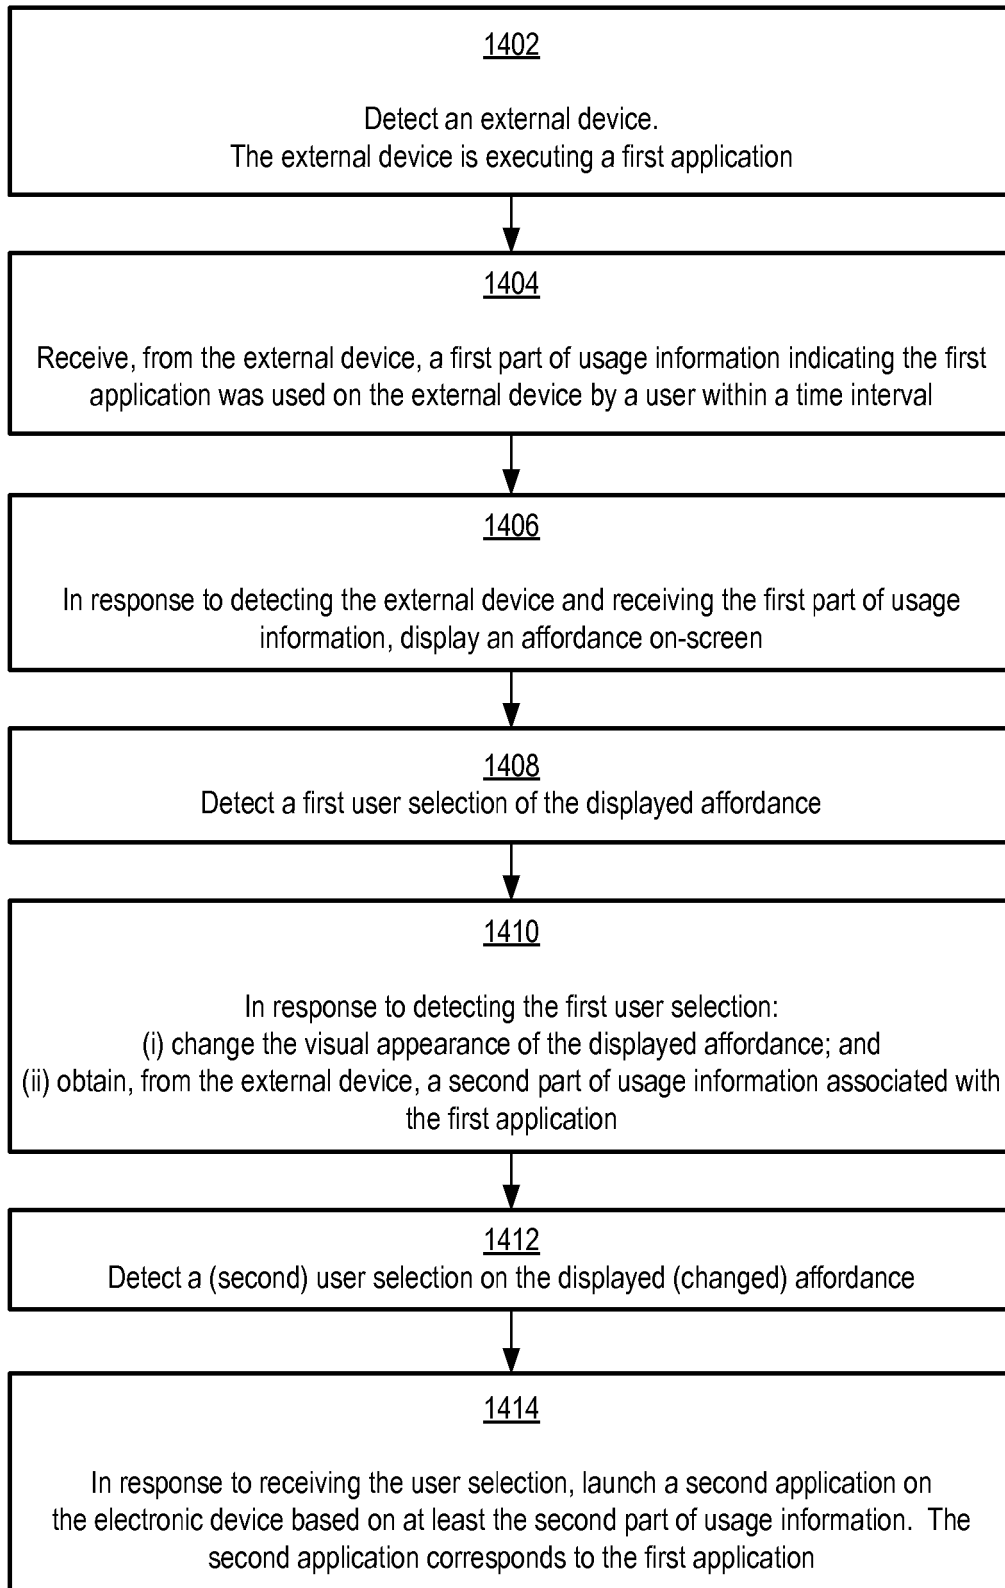 1402
Detect an external device.
The external device is executing a first application
1404
Receive, from the external device, a first part of usage information indicating the first
application was used on the external device by a user within a time interval
1406
In response to detecting the external device and receiving the first part of usage
information, display an affordance on-screen
1408
Detect a first user selection of the displayed affordance
1410
In response to detecting the first user selection:
(i) change the visual appearance of the displayed affordance; and
(ii) obtain, from the external device, a second part of usage information associated with
the first application
1412
Detect a (second) user selection on the displayed (changed) affordance
1414
In response to receiving the user selection, launch a second application on
the electronic device based on at least the second part of usage information. The
second application corresponds to the first application